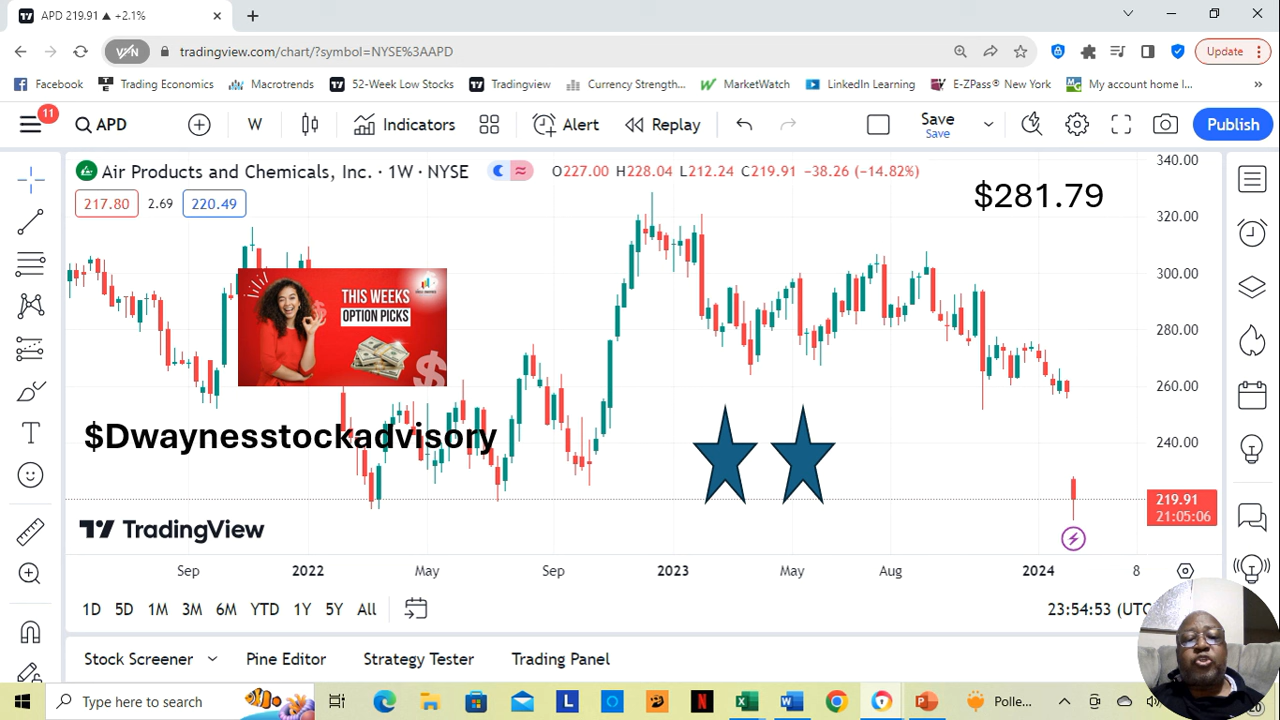 APD 219.91 ▲ +2.1%
tradingview.com/chart/?symbol=NYSE%3AAPD
Update
Facebook Trading Economics Macrotrends 52-Week Low Stocks Tradingview Currency Strength... MarketWatch LinkedIn Learning E-ZPass® New York My account home I... »
11
APD W Indicators Alert Replay Save Publish
Save
Air Products and Chemicals, Inc. · 1W · NYSE O227.00 H228.04 L212.24 C219.91 −38.26 (−14.82%)
217.80 2.69 220.49
$281.79
340.00
320.00
300.00
280.00
260.00
240.00
219.91
21:05:06
THIS WEEKS
OPTION PICKS
$Dwaynesstockadvisory
TradingView
Sep 2022 May Sep 2023 May Aug 2024 8
1D 5D 1M 3M 6M YTD 1Y 5Y All 23:54:53 (UTC
Stock Screener Pine Editor Strategy Tester Trading Panel
Type here to search Polle...